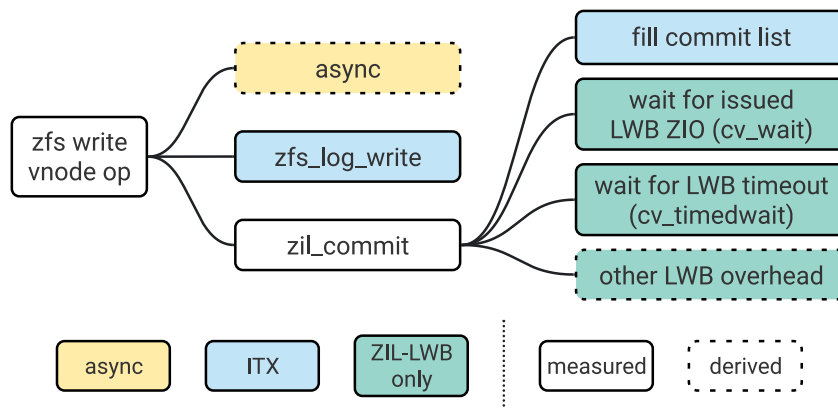 fill commit list
async
wait for issued
LWB ZIO (cv_wait)
zfs write
vnode op
zfs_log_write
wait for LWB timeout
(cv_timedwait)
zil_commit
other LWB overhead
async
ITX
ZIL-LWB
only
measured
derived